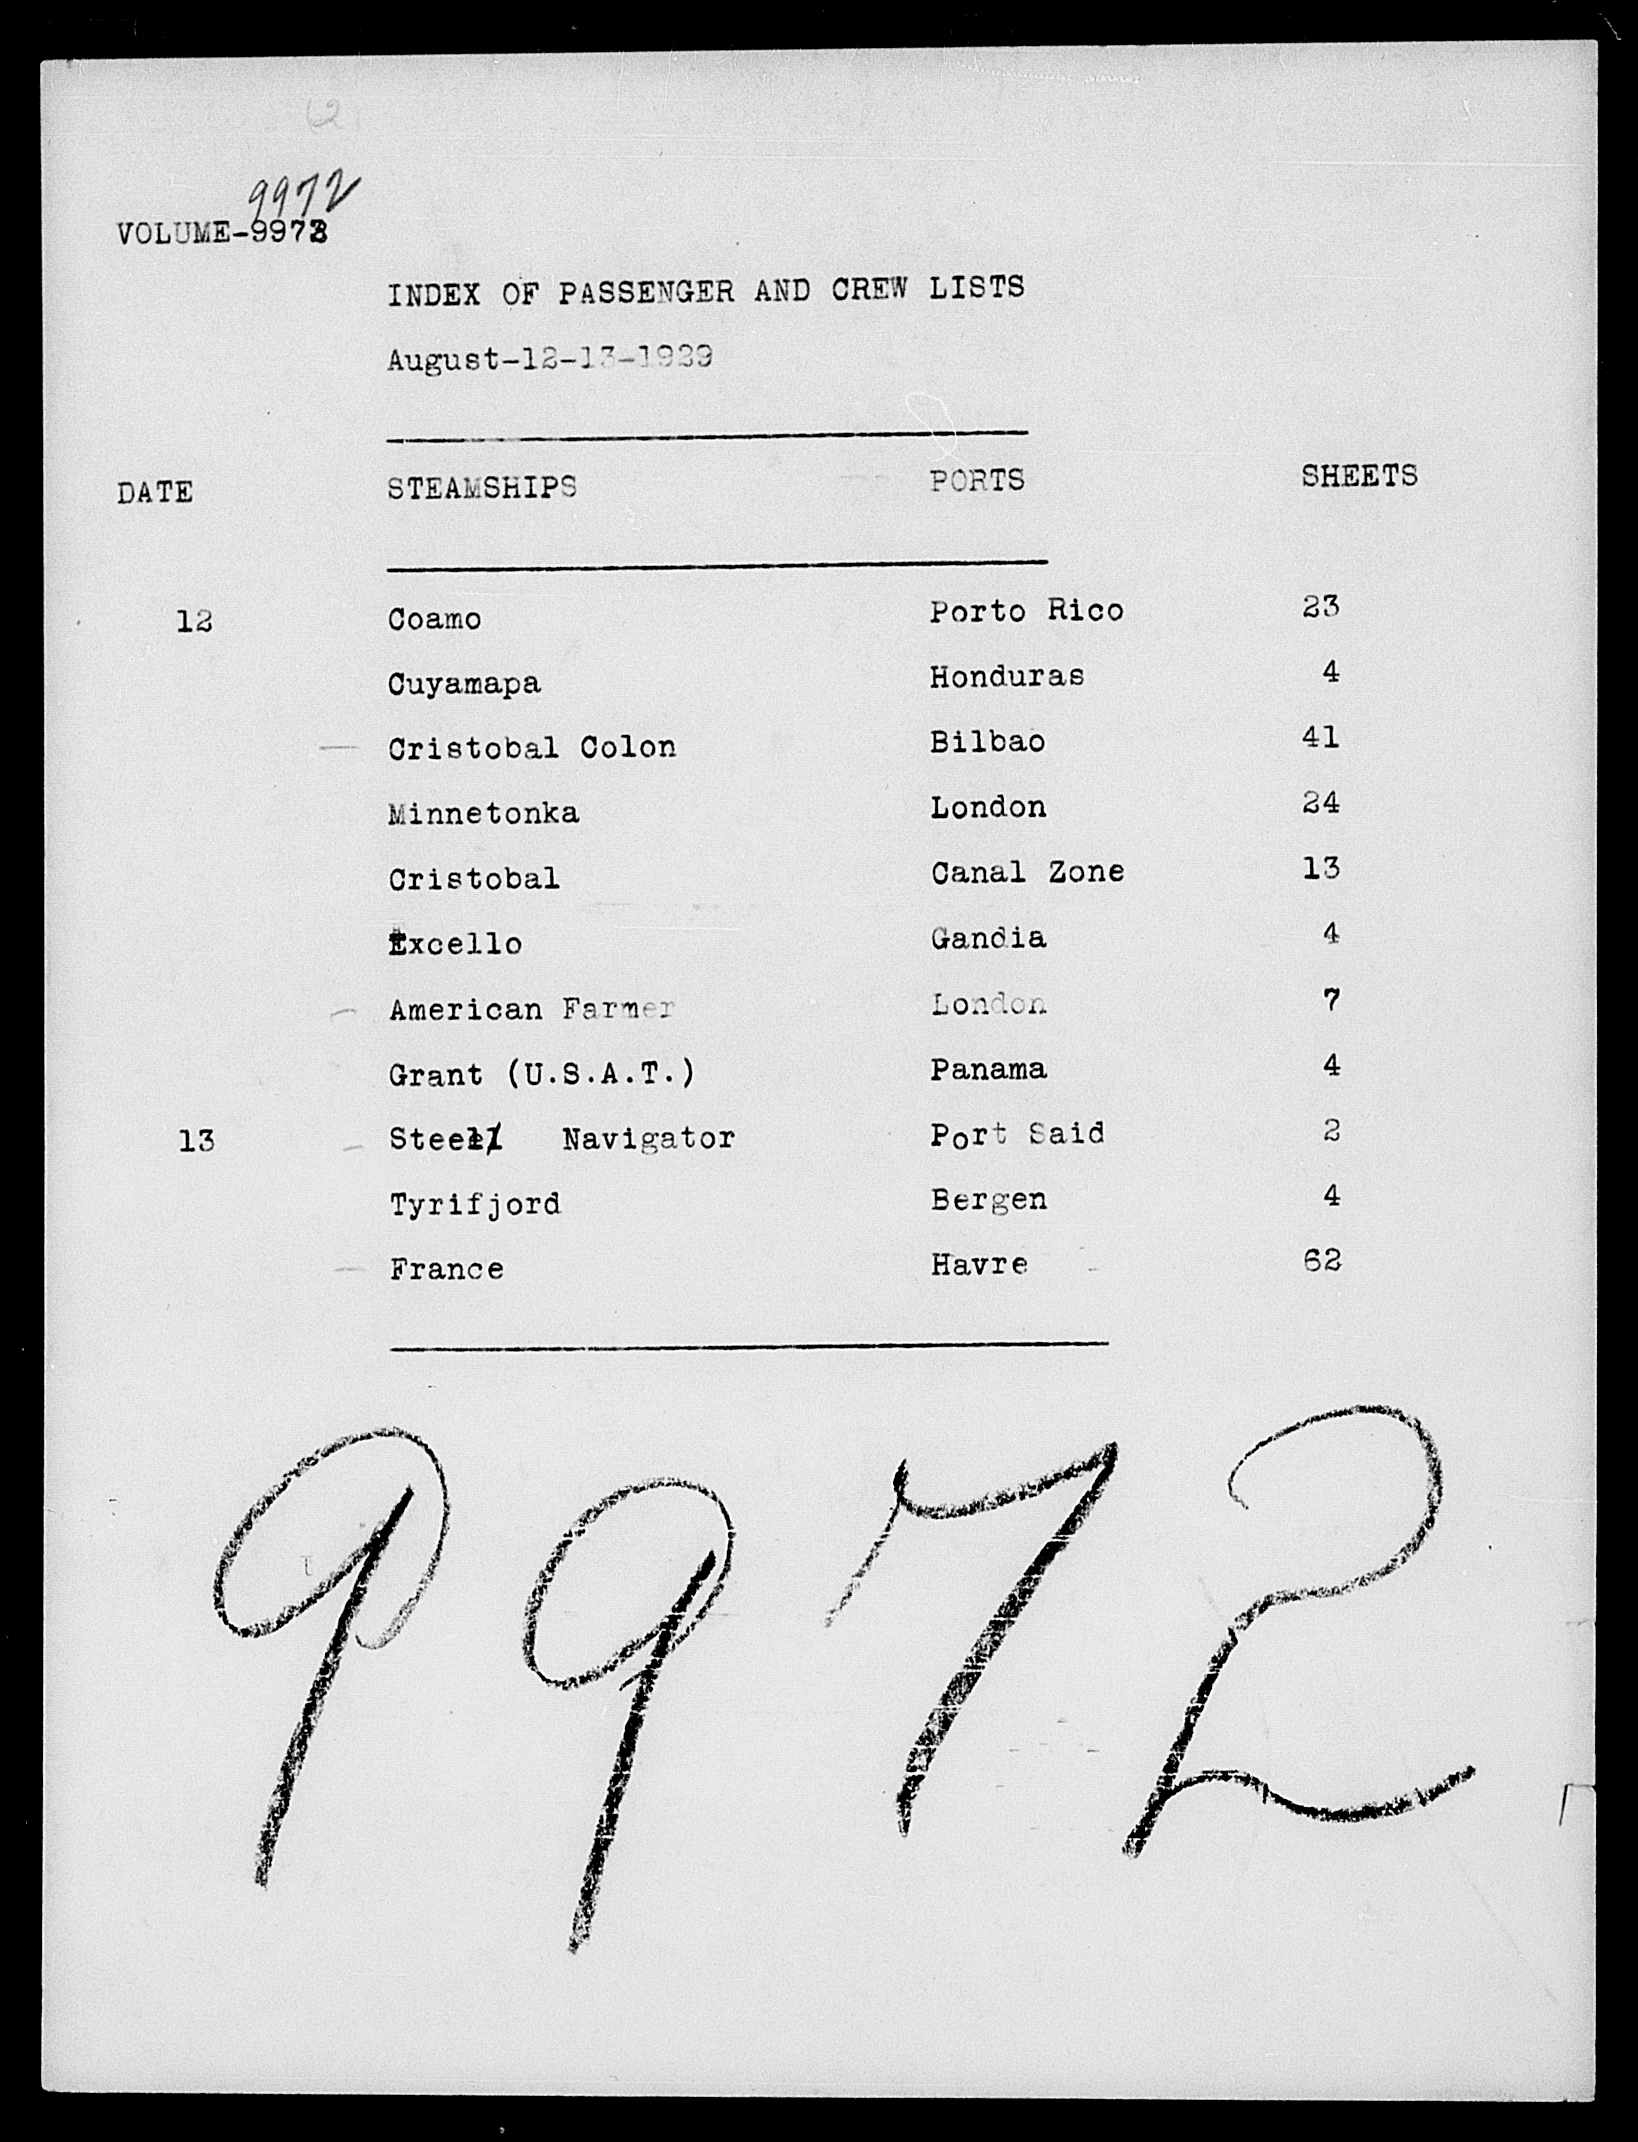 9972
VOLUME-9972
INDEX OF PASSENGER AND CREW LISTS
August-12-13-1929
DATE STEAMSHIPS PORTS SHEETS
12 Coamo Porto Rico 23
Cuyamapa Honduras 4
Cristobal Colon Bilbao 41
Minnetonka London 24
Cristobal Canal Zone 13
Excello Gandia 4
American Farmer London 7
Grant (U.S.A.T.) Panama 4
13 Steel Navigator Port Said 2
Tyrifjord Bergen 4
France Havre 62
9972